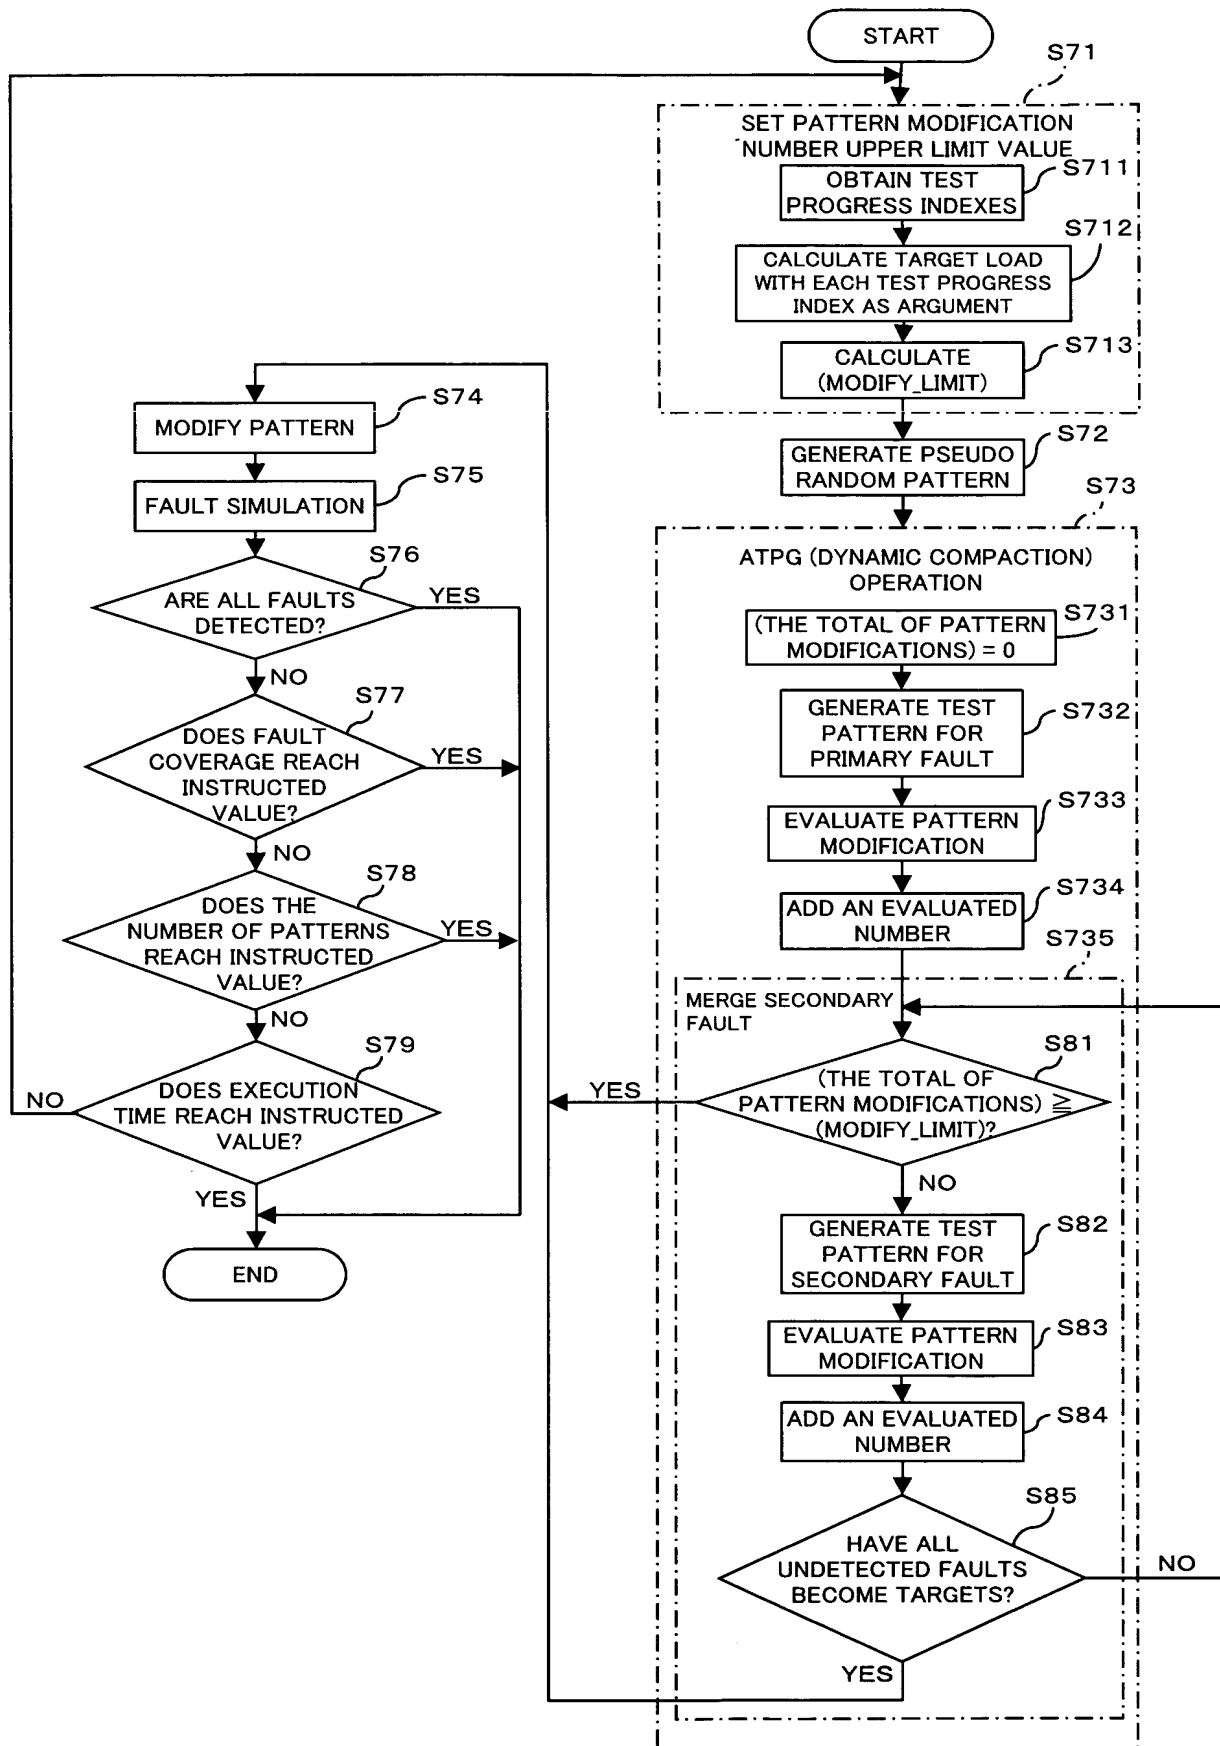 START
S71
SET PATTERN MODIFICATION
NUMBER UPPER LIMIT VALUE
S711
OBTAIN TEST
PROGRESS INDEXES
S712
CALCULATE TARGET LOAD
WITH EACH TEST PROGRESS
INDEX AS ARGUMENT
S713
CALCULATE
(MODIFY_LIMIT)
S72
GENERATE PSEUDO
RANDOM PATTERN
S73
ATPG (DYNAMIC COMPACTION)
OPERATION
S731
(THE TOTAL OF PATTERN
MODIFICATIONS) = 0
S732
GENERATE TEST
PATTERN FOR
PRIMARY FAULT
S733
EVALUATE PATTERN
MODIFICATION
S734
ADD AN EVALUATED
NUMBER
S735
MERGE SECONDARY
FAULT
S81
(THE TOTAL OF
PATTERN MODIFICATIONS) ≧
(MODIFY_LIMIT)?
YES
NO
S82
GENERATE TEST
PATTERN FOR
SECONDARY FAULT
S83
EVALUATE PATTERN
MODIFICATION
S84
ADD AN EVALUATED
NUMBER
S85
HAVE ALL
UNDETECTED FAULTS
BECOME TARGETS?
NO
YES
S74
MODIFY PATTERN
S75
FAULT SIMULATION
S76
ARE ALL FAULTS
DETECTED?
YES
NO
S77
DOES FAULT
COVERAGE REACH
INSTRUCTED
VALUE?
YES
NO
S78
DOES THE
NUMBER OF PATTERNS
REACH INSTRUCTED
VALUE?
YES
NO
S79
DOES EXECUTION
TIME REACH INSTRUCTED
VALUE?
NO
YES
END